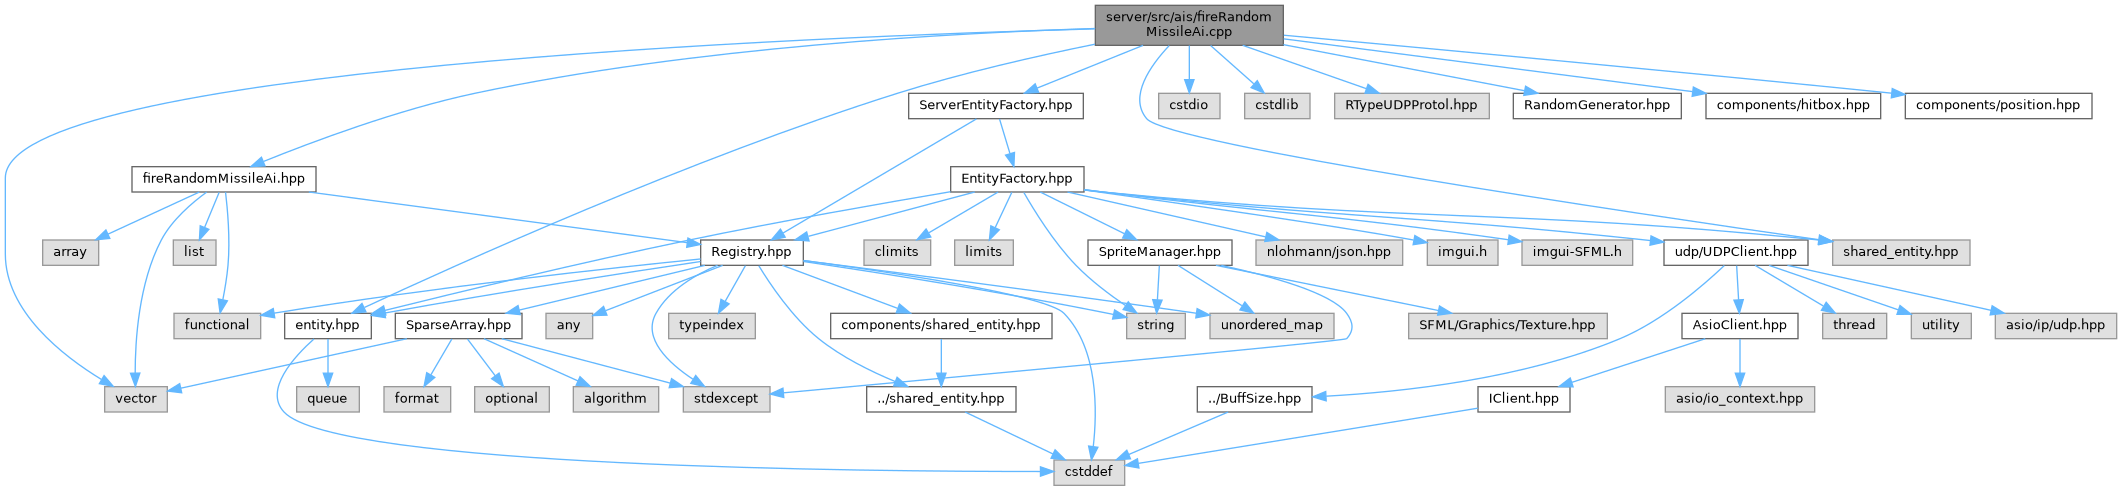 server/src/ais/fireRandom
MissileAi.cpp
ServerEntityFactory.hpp
cstdio
cstdlib
RTypeUDPProtol.hpp
RandomGenerator.hpp
components/hitbox.hpp
components/position.hpp
fireRandomMissileAi.hpp
EntityFactory.hpp
array
list
Registry.hpp
climits
limits
SpriteManager.hpp
nlohmann/json.hpp
imgui.h
imgui-SFML.h
udp/UDPClient.hpp
shared_entity.hpp
functional
entity.hpp
SparseArray.hpp
any
typeindex
components/shared_entity.hpp
string
unordered_map
SFML/Graphics/Texture.hpp
AsioClient.hpp
thread
utility
asio/ip/udp.hpp
vector
queue
format
optional
algorithm
stdexcept
../shared_entity.hpp
../BuffSize.hpp
IClient.hpp
asio/io_context.hpp
cstddef